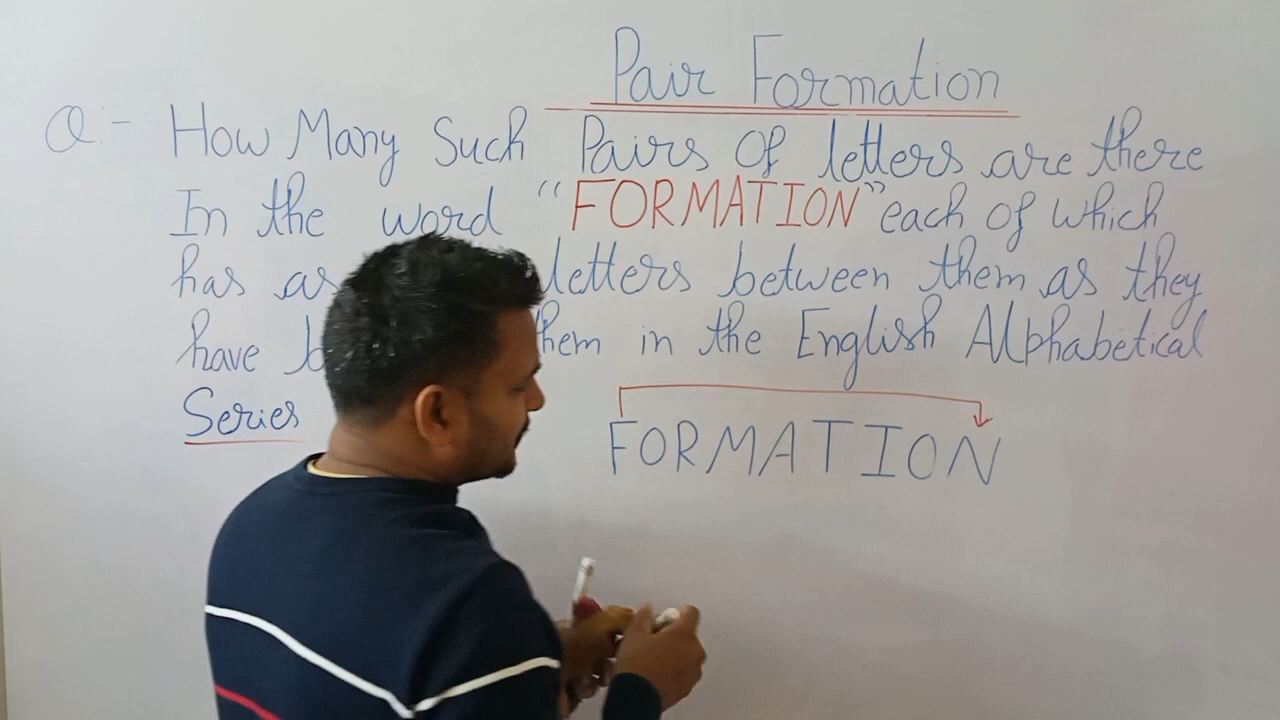 Pair Formation
Q:- How Many Such Pairs Of letters are there
In the word "FORMATION" each of which
has as letters between them as they
have them in the English Alphabetical
Series
FORMATION